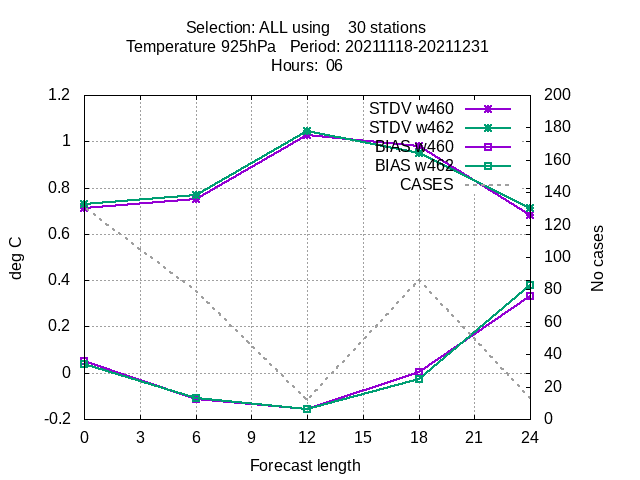 Selection: ALL using    30 stations
Temperature 925hPa   Period: 20211118-20211231
Hours:  06
STDV w460
STDV w462
BIAS w460
BIAS w462
CASES
deg C
1.2
1
0.8
0.6
0.4
0.2
0
-0.2
200
180
160
140
120
100
80
60
40
20
0
No cases
0 3 6 9 12 15 18 21 24
Forecast length